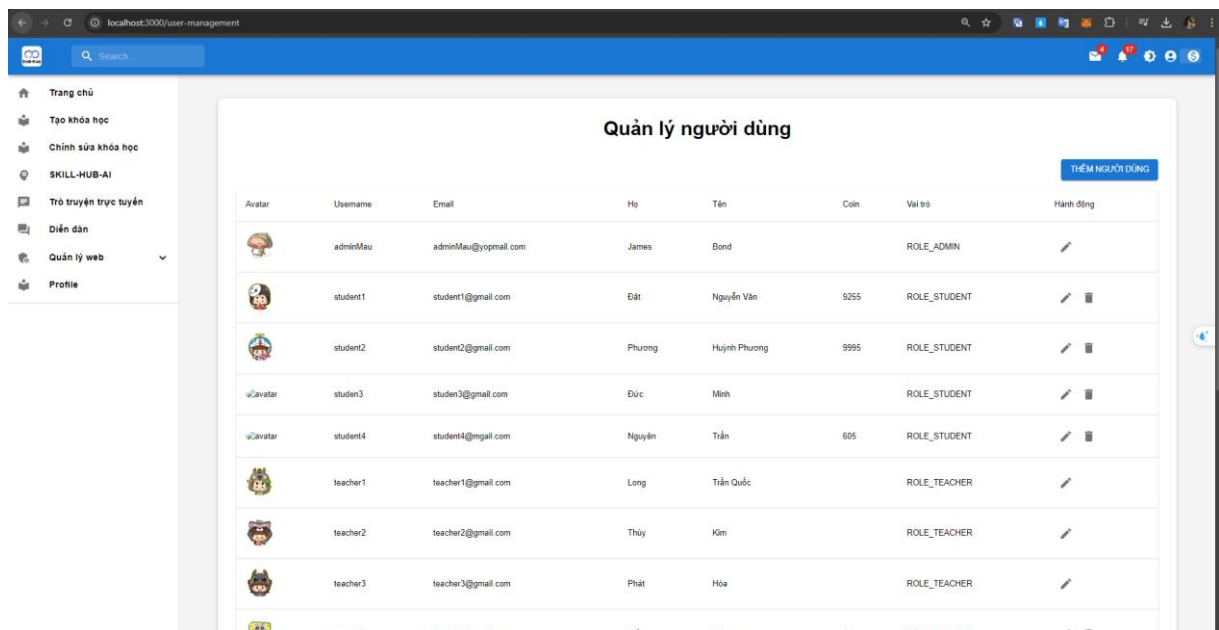 localhost:3000/user-management
Search...
4
17
Trang chủ
Tạo khóa học
Chỉnh sửa khóa học
SKILL-HUB-AI
Trò truyện trực tuyến
Diễn đàn
Quản lý web
Profile
Quản lý người dùng
THÊM NGƯỜI DÙNG
Avatar Username Email Họ Tên Coin Vai trò Hành động
adminMau adminMau@yopmail.com James Bond ROLE_ADMIN
student1 student1@gmail.com Đăt Nguyễn Văn 9255 ROLE_STUDENT
student2 student2@gmail.com Phương Huỳnh Phương 9995 ROLE_STUDENT
avatar studen3 studen3@gmail.com Đức Minh ROLE_STUDENT
avatar student4 student4@mgail.com Nguyên Trần 605 ROLE_STUDENT
teacher1 teacher1@gmail.com Long Trần Quốc ROLE_TEACHER
teacher2 teacher2@gmail.com Thùy Kim ROLE_TEACHER
teacher3 teacher3@gmail.com Phát Hòa ROLE_TEACHER